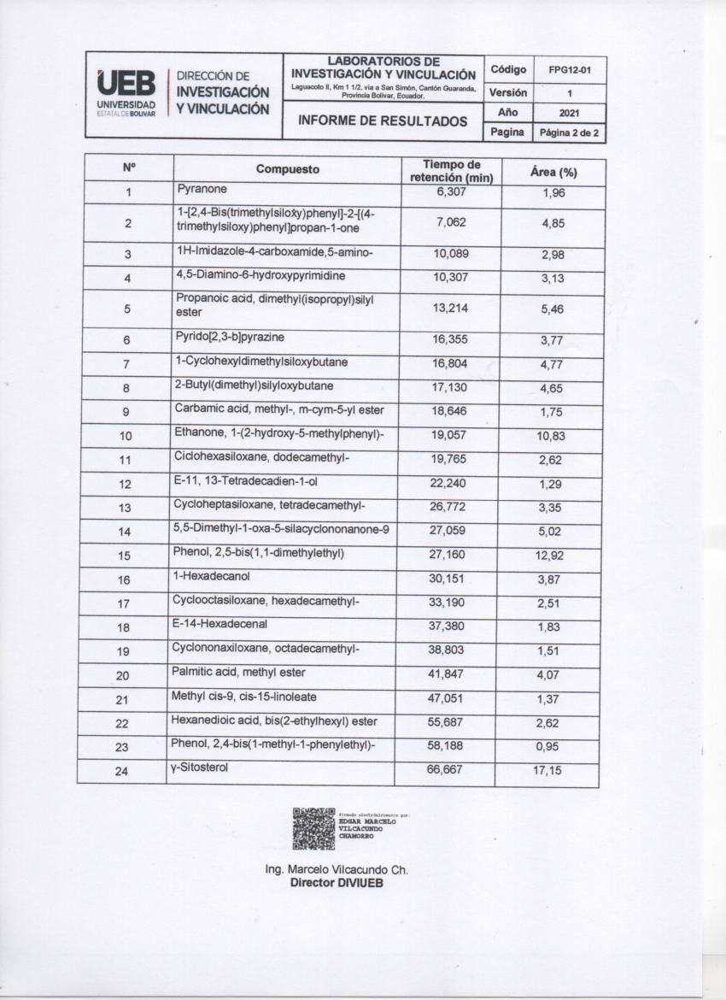 UEB
UNIVERSIDAD
ESTATAL DE BOLIVAR
DIRECCIÓN DE
INVESTIGACIÓN
Y VINCULACIÓN
LABORATORIOS DE
INVESTIGACIÓN Y VINCULACIÓN
Laguacoto II, Km 1 1/2, vía a San Simón, Cantón Guaranda,
Provincia Bolívar, Ecuador.
INFORME DE RESULTADOS
Código FPG12-01
Versión 1
Año 2021
Pagina Página 2 de 2
Nº Compuesto Tiempo de retención (min) Área (%)
1 Pyranone 6,307 1,96
2 1-[2,4-Bis(trimethylsiloxy)phenyl]-2-[(4-
trimethylsiloxy)phenyl]propan-1-one 7,062 4,85
3 1H-Imidazole-4-carboxamide,5-amino- 10,089 2,98
4 4,5-Diamino-6-hydroxypyrimidine 10,307 3,13
5 Propanoic acid, dimethyl(isopropyl)silyl
ester 13,214 5,46
6 Pyrido[2,3-b]pyrazine 16,355 3,77
7 1-Cyclohexyldimethylsiloxybutane 16,804 4,77
8 2-Butyl(dimethyl)silyloxybutane 17,130 4,65
9 Carbamic acid, methyl-, m-cym-5-yl ester 18,646 1,75
10 Ethanone, 1-(2-hydroxy-5-methylphenyl)- 19,057 10,83
11 Ciclohexasiloxane, dodecamethyl- 19,765 2,62
12 E-11, 13-Tetradecadien-1-ol 22,240 1,29
13 Cycloheptasiloxane, tetradecamethyl- 26,772 3,35
14 5,5-Dimethyl-1-oxa-5-silacyclononanone-9 27,059 5,02
15 Phenol, 2,5-bis(1,1-dimethylethyl) 27,160 12,92
16 1-Hexadecanol 30,151 3,87
17 Cyclooctasiloxane, hexadecamethyl- 33,190 2,51
18 E-14-Hexadecenal 37,380 1,83
19 Cyclononaxiloxane, octadecamethyl- 38,803 1,51
20 Palmitic acid, methyl ester 41,847 4,07
21 Methyl cis-9, cis-15-linoleate 47,051 1,37
22 Hexanedioic acid, bis(2-ethylhexyl) ester 55,687 2,62
23 Phenol, 2,4-bis(1-methyl-1-phenylethyl)- 58,188 0,95
24 γ-Sitosterol 66,667 17,15
Firmado electrónicamente por:
EDGAR MARCELO
VILCACUNDO
CHAMORRO
Ing. Marcelo Vilcacundo Ch.
Director DIVIUEB